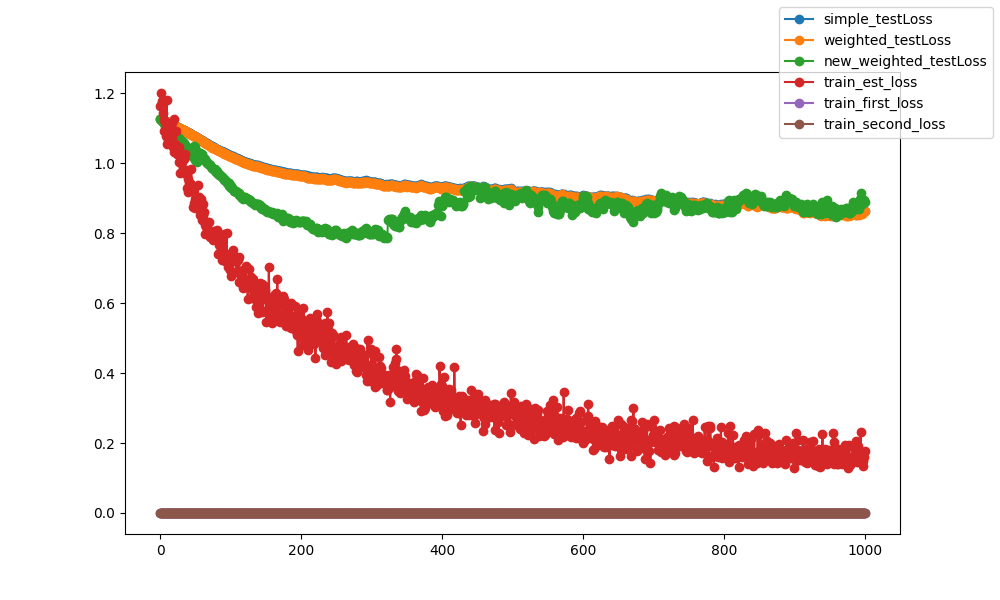 simple_testLoss
weighted_testLoss
new_weighted_testLoss
train_est_loss
train_first_loss
train_second_loss
1.2
1.0
0.8
0.6
0.4
0.2
0.0
0 200 400 600 800 1000